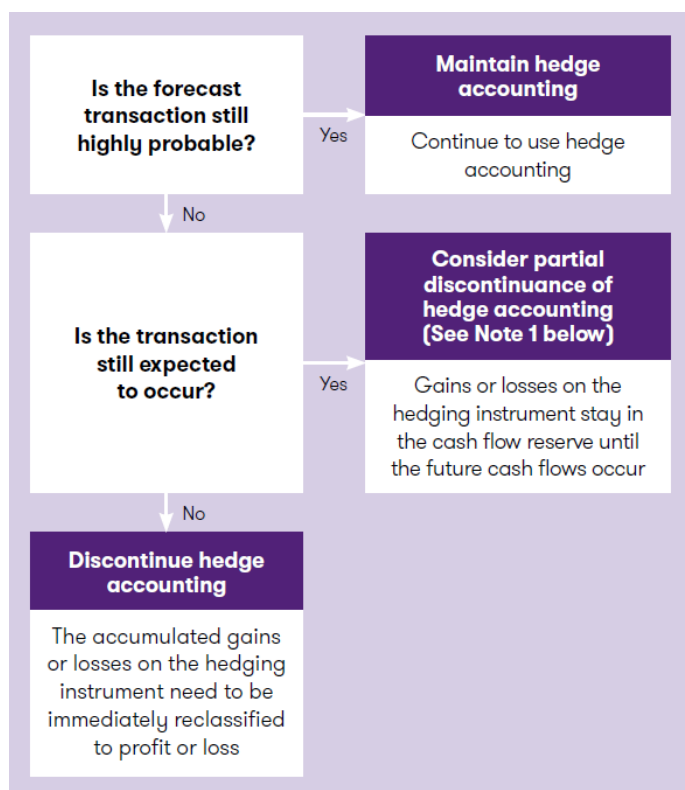 Is the forecast
transaction still
highly probable?
Yes
Maintain hedge
accounting
Continue to use hedge
accounting
No
Is the transaction
still expected
to occur?
Yes
Consider partial
discontinuance of
hedge accounting
(See Note 1 below)
Gains or losses on the
hedging instrument stay in
the cash flow reserve until
the future cash flows occur
No
Discontinue hedge
accounting
The accumulated gains
or losses on the hedging
instrument need to be
immediately reclassified
to profit or loss